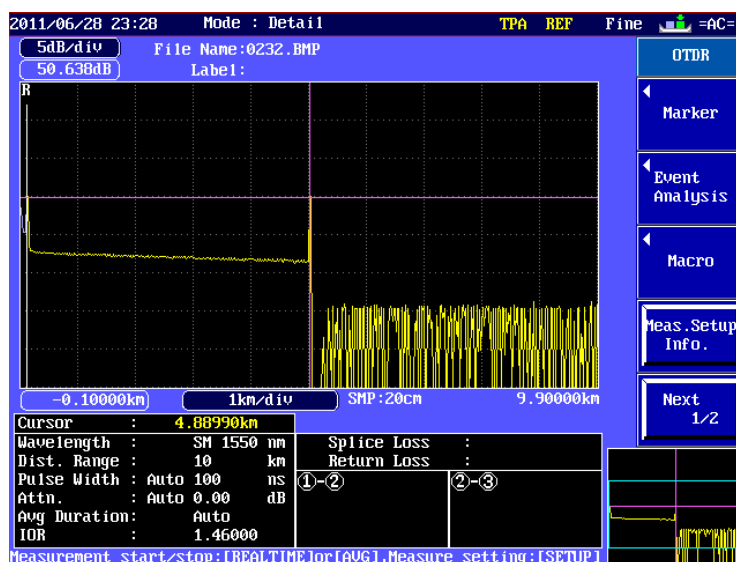 2011/06/28 23:28 Mode : Detail TPA REF Fine =AC=
5dB/div File Name:0232.BMP
50.638dB Label:
R
OTDR
Marker
Event
Analysis
Macro
Meas.Setup
Info.
Next
1/2
-0.10000km 1km/div SMP:20cm 9.90000km
Cursor : 4.88990km
Wavelength : SM 1550 nm
Dist. Range : 10 km
Pulse Width : Auto 100 ns
Attn. : Auto 0.00 dB
Avg Duration: Auto
IOR : 1.46000
Splice Loss :
Return Loss :
①-② ②-③
Measurement start/stop:[REALTIME]or[AVG],Measure setting:[SETUP]